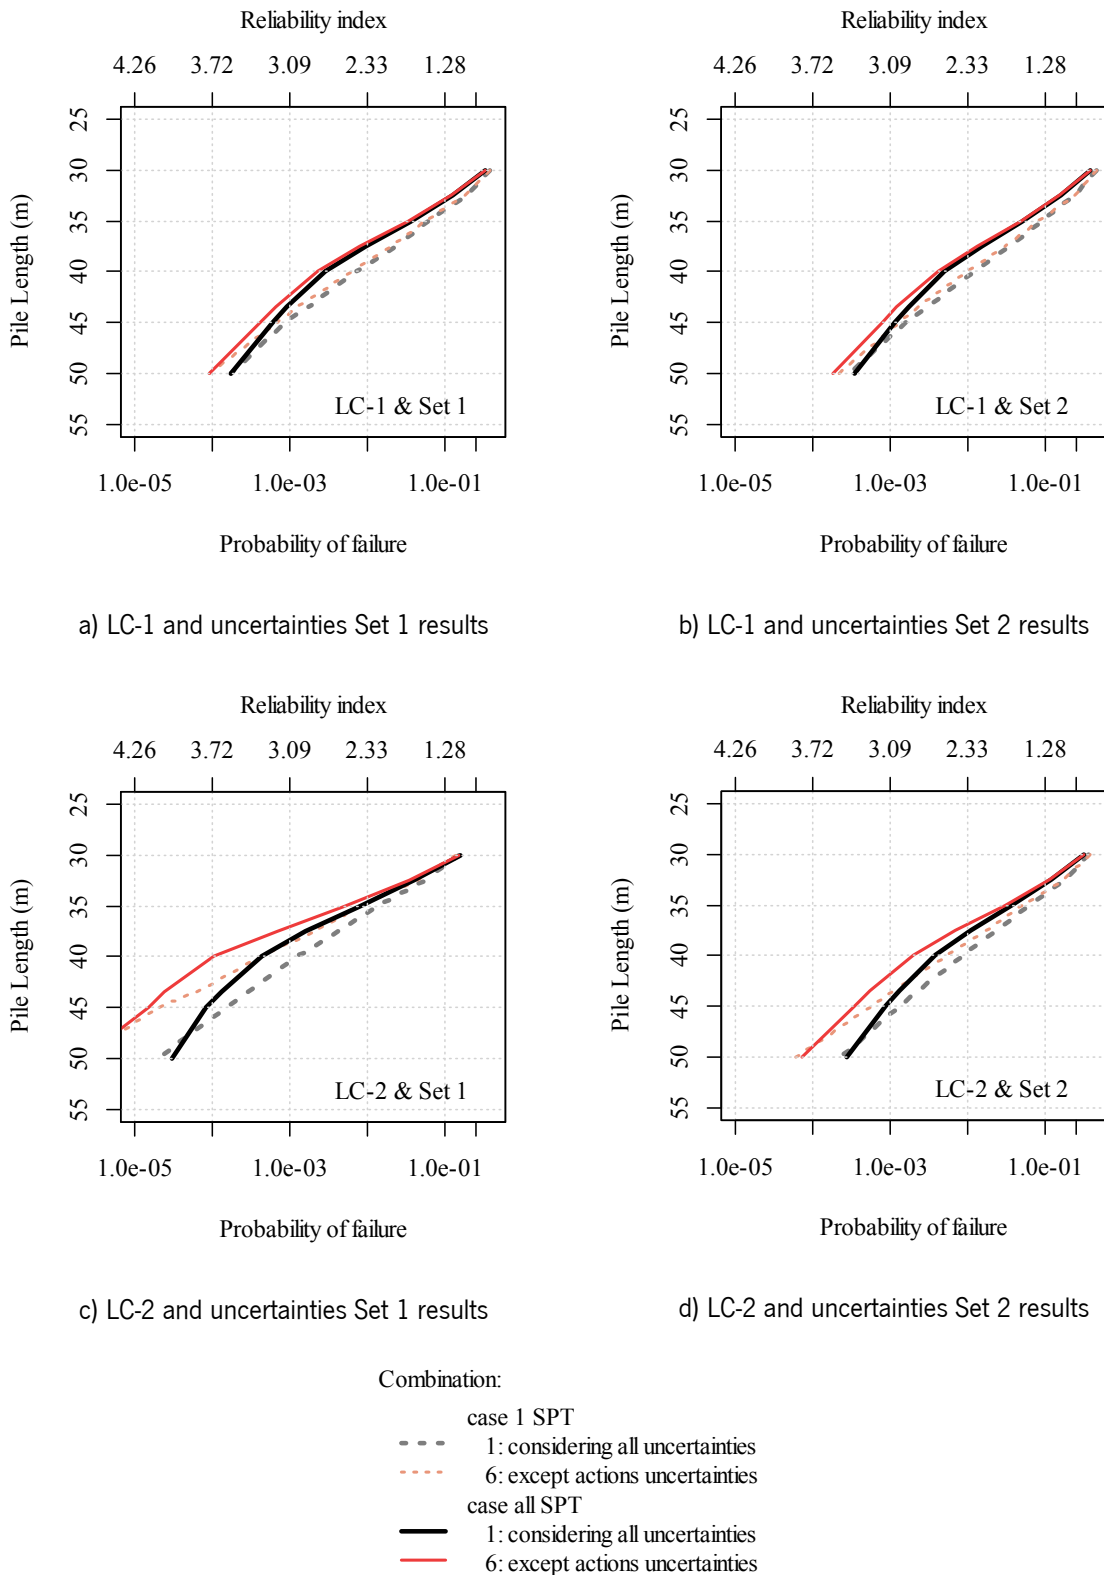 Reliability index
4.26 3.72 3.09 2.33 1.28
Pile Length (m)
25
30
35
40
45
50
55
LC-1 & Set 1
1.0e-05 1.0e-03 1.0e-01
Probability of failure
a) LC-1 and uncertainties Set 1 results
Reliability index
4.26 3.72 3.09 2.33 1.28
Pile Length (m)
25
30
35
40
45
50
55
LC-1 & Set 2
1.0e-05 1.0e-03 1.0e-01
Probability of failure
b) LC-1 and uncertainties Set 2 results
Reliability index
4.26 3.72 3.09 2.33 1.28
Pile Length (m)
25
30
35
40
45
50
55
LC-2 & Set 1
1.0e-05 1.0e-03 1.0e-01
Probability of failure
c) LC-2 and uncertainties Set 1 results
Reliability index
4.26 3.72 3.09 2.33 1.28
Pile Length (m)
25
30
35
40
45
50
55
LC-2 & Set 2
1.0e-05 1.0e-03 1.0e-01
Probability of failure
d) LC-2 and uncertainties Set 2 results
Combination:
case 1 SPT
1: considering all uncertainties
6: except actions uncertainties
case all SPT
1: considering all uncertainties
6: except actions uncertainties